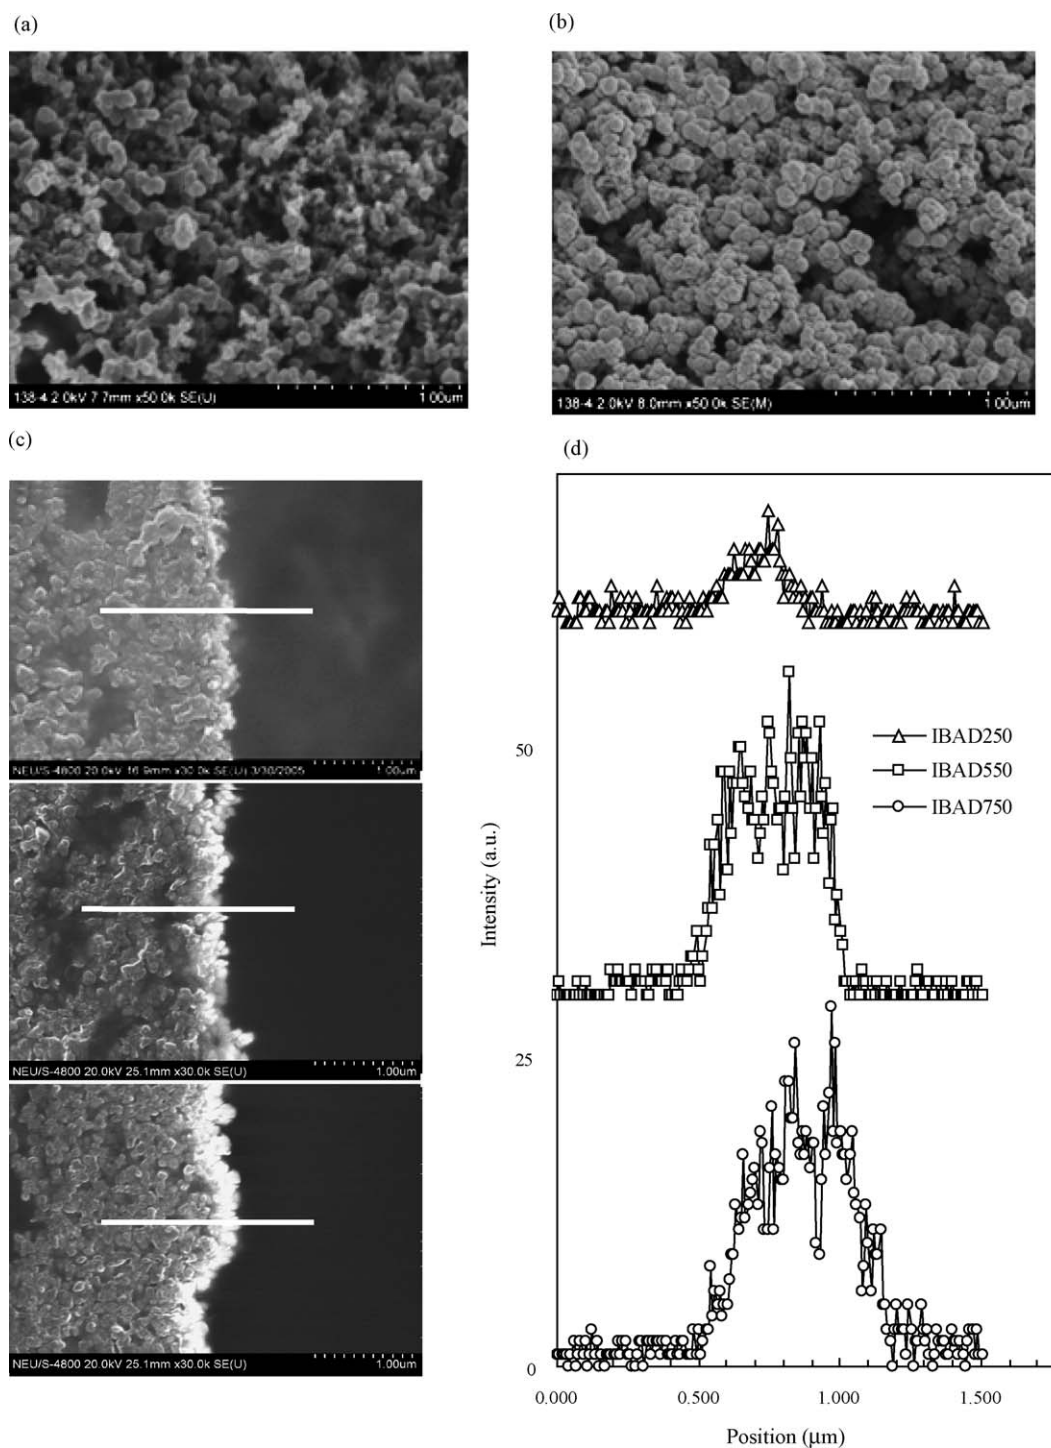 (a)
(b)
138-4 2.0kV 7.7mm x50.0k SE(U) 1.00um
138-4 2.0kV 8.0mm x50.0k SE(M) 1.00um
(c)
(d)
NEU/S-4800 20.0kV 16.9mm x30.0k SE(U) 3/30/2005 1.00um
NEU/S-4800 20.0kV 25.1mm x30.0k SE(U) 1.00um
NEU/S-4800 20.0kV 25.1mm x30.0k SE(U) 1.00um
IBAD250
IBAD550
IBAD750
50
25
0
Intensity (a.u.)
0.000 0.500 1.000 1.500
Position (μm)